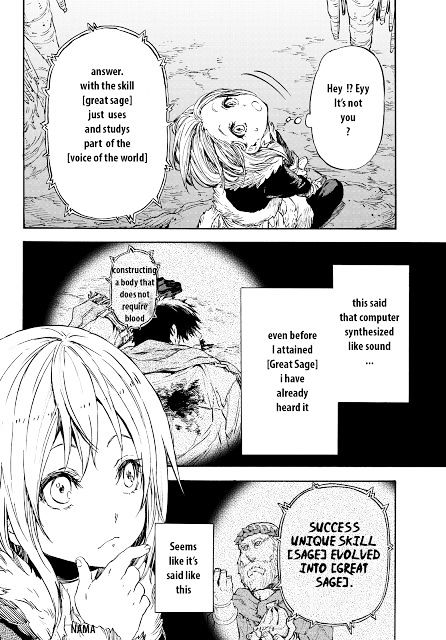 Hey !? Eyy
It's not
you
?
answer.
with the skill
[great sage]
just uses
and studys
part of the
[voice of the world]
this said
that computer
synthesized
like sound
...
even before
I attained
[Great Sage]
i have
already
heard it
constructing
a body that
does not
require
blood
SUCCESS
UNIQUE SKILL
[SAGE] EVOLVED
INTO [GREAT
SAGE].
Seems
like it's
said like
this
NAMA